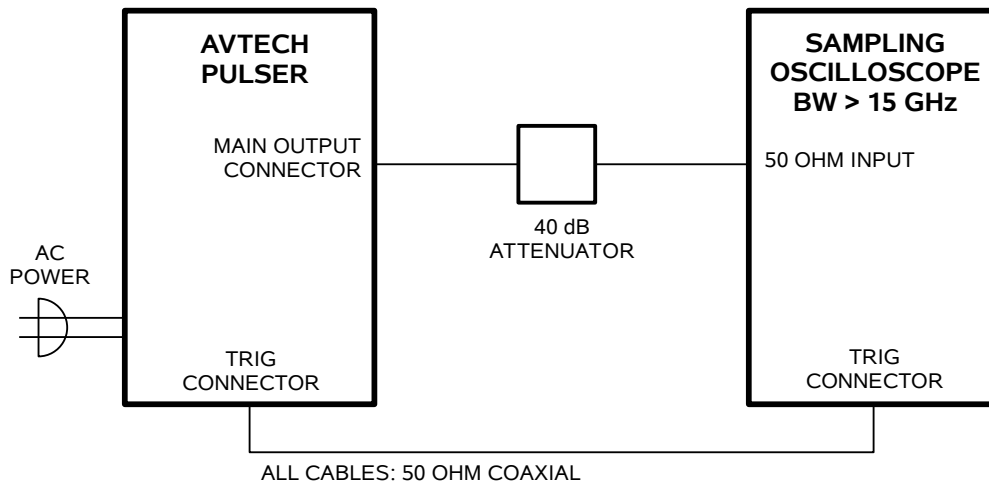 AVTECH
PULSER
MAIN OUTPUT
CONNECTOR
AC
POWER
TRIG
CONNECTOR
40 dB
ATTENUATOR
SAMPLING
OSCILLOSCOPE
BW > 15 GHz
50 OHM INPUT
TRIG
CONNECTOR
ALL CABLES: 50 OHM COAXIAL